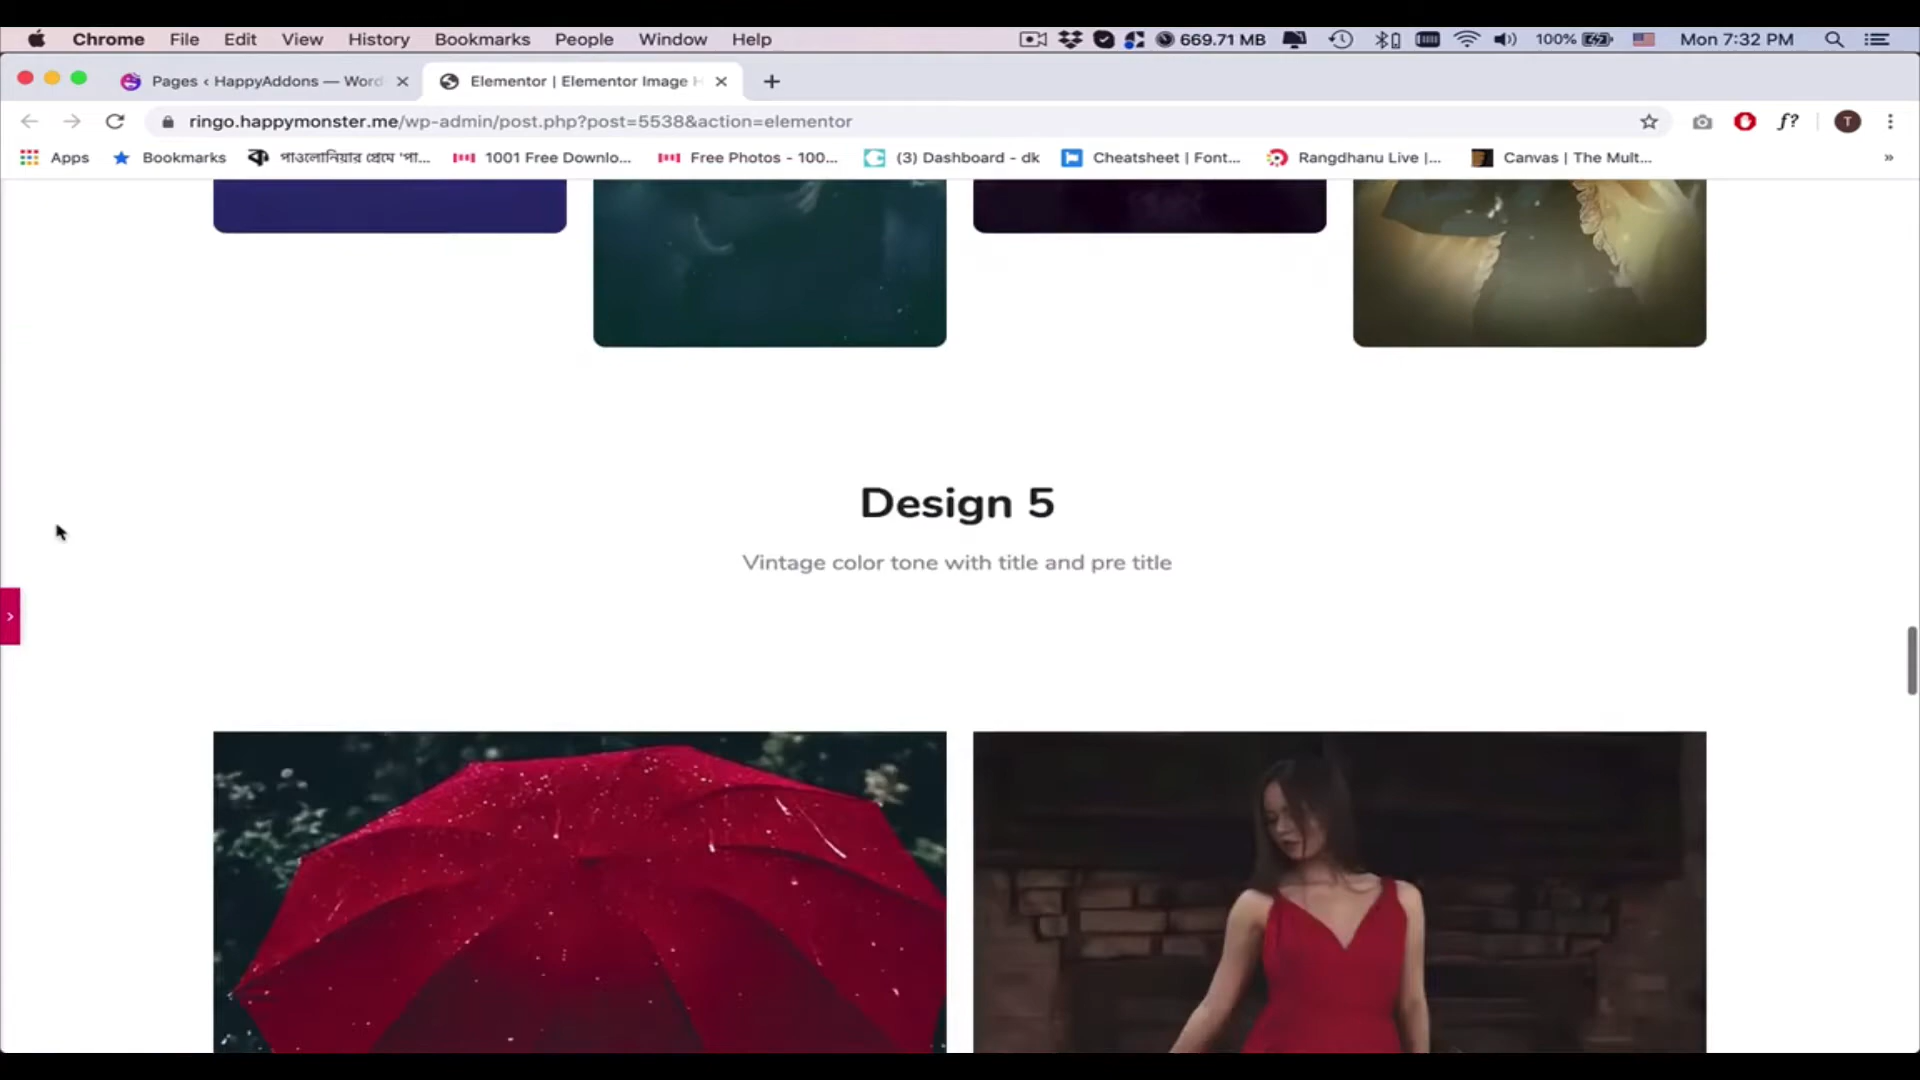 Chrome File Edit View History Bookmarks People Window Help 669.71 MB 100% Mon 7:32 PM
Pages ‹ HappyAddons — Word Elementor | Elementor Image H
ringo.happymonster.me/wp-admin/post.php?post=5538&action=elementor f? T
Apps Bookmarks পাওলোনিয়ার প্রেমে 'পা... 1001 Free Downlo... Free Photos - 100... (3) Dashboard - dk Cheatsheet | Font... Rangdhanu Live |... Canvas | The Mult... »
Design 5
Vintage color tone with title and pre title